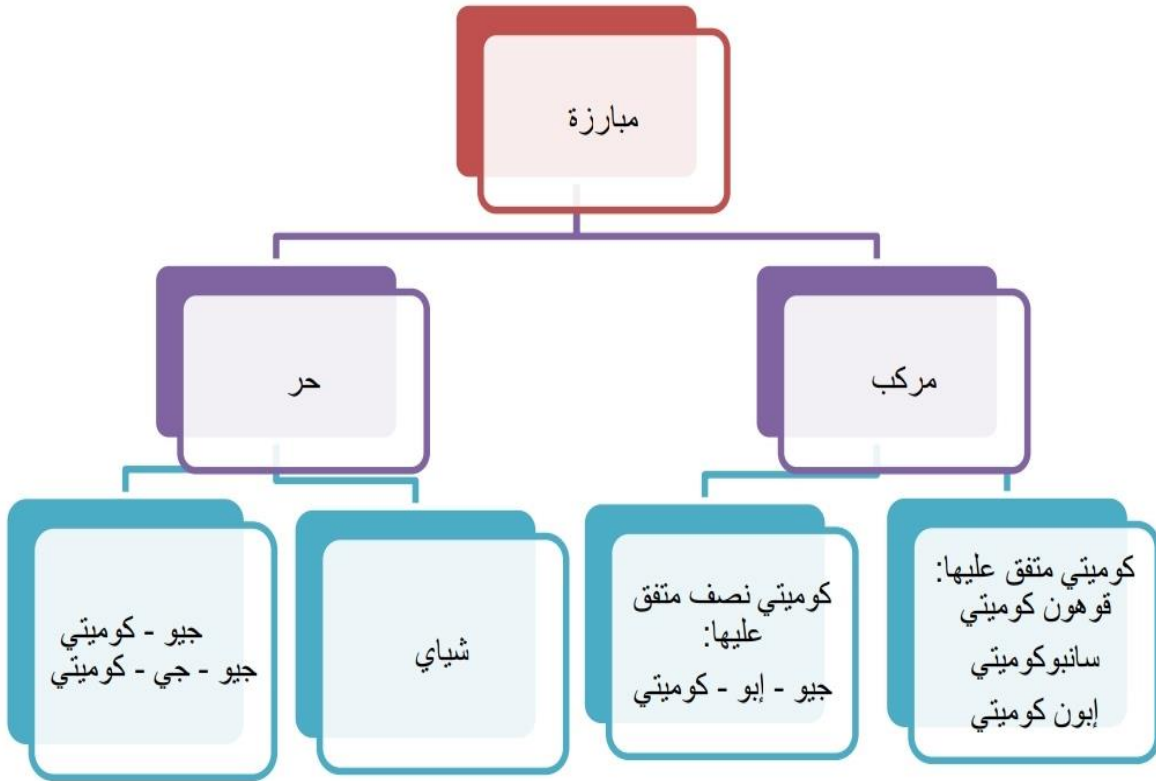 مبارزة
مركب
حر
كوميتي متفق عليها:
قوهون كوميتي
سانبوكوميتي
إبون كوميتي
كوميتي نصف متفق
عليها:
جيو - إبو - كوميتي
شياي
جيو - كوميتي
جيو - جي - كوميتي